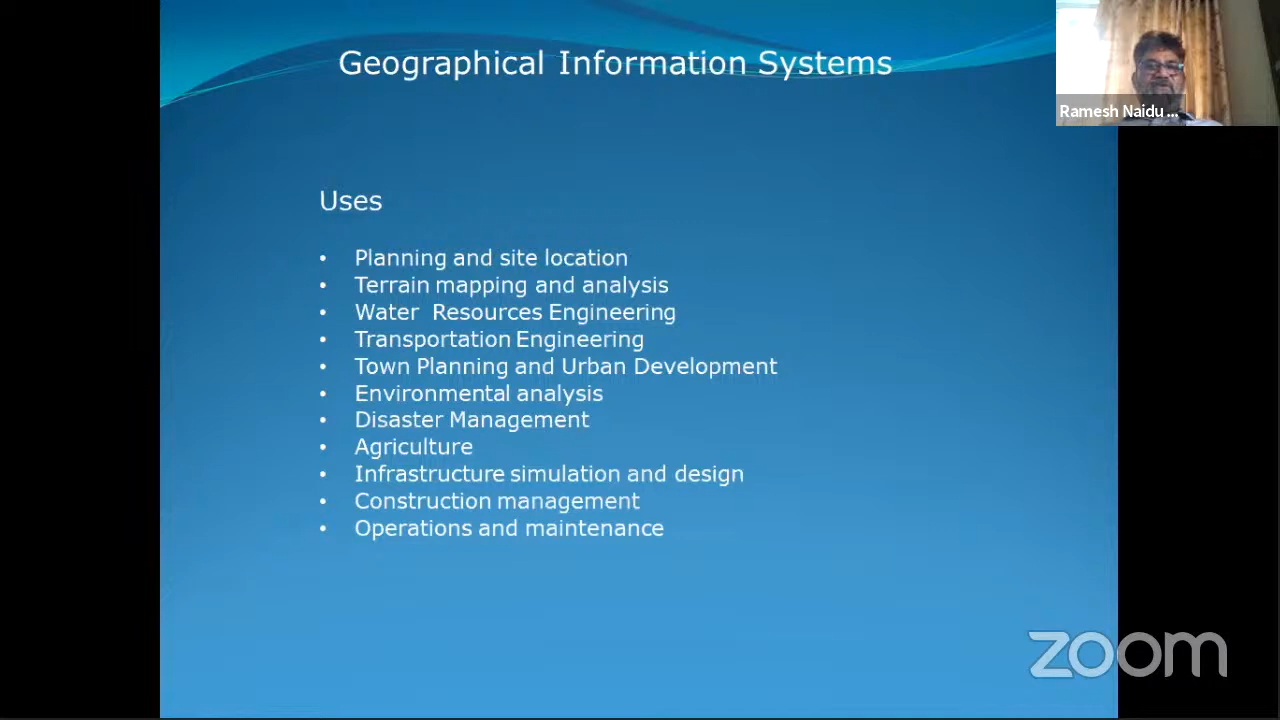 Geographical Information Systems
Ramesh Naidu ...
Uses
• Planning and site location
• Terrain mapping and analysis
• Water Resources Engineering
• Transportation Engineering
• Town Planning and Urban Development
• Environmental analysis
• Disaster Management
• Agriculture
• Infrastructure simulation and design
• Construction management
• Operations and maintenance
zoom